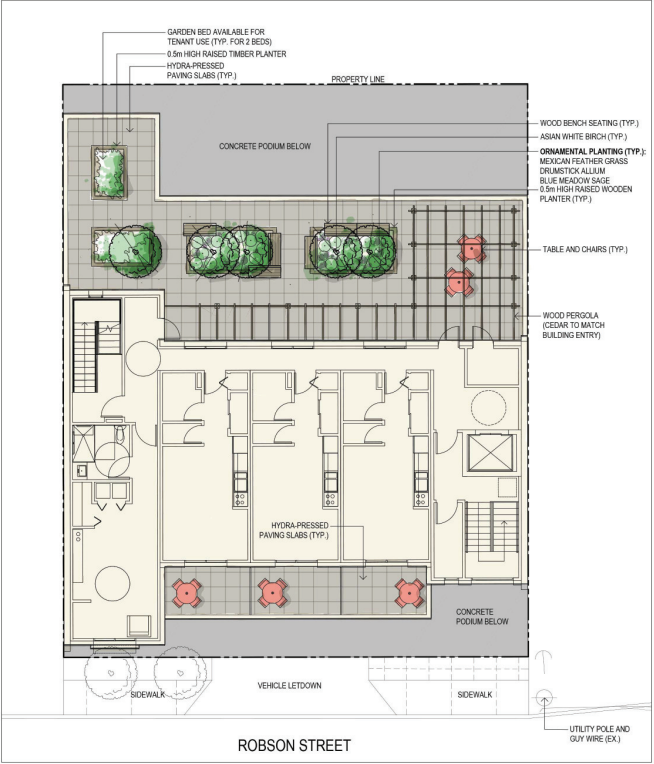 GARDEN BED AVAILABLE FOR
TENANT USE (TYP. FOR 2 BEDS)
0.5m HIGH RAISED TIMBER PLANTER
HYDRA-PRESSED
PAVING SLABS (TYP.)
PROPERTY LINE
CONCRETE PODIUM BELOW
WOOD BENCH SEATING (TYP.)
ASIAN WHITE BIRCH (TYP.)
ORNAMENTAL PLANTING (TYP.):
MEXICAN FEATHER GRASS
DRUMSTICK ALLIUM
BLUE MEADOW SAGE
0.5m HIGH RAISED WOODEN
PLANTER (TYP.)
TABLE AND CHAIRS (TYP.)
WOOD PERGOLA
(CEDAR TO MATCH
BUILDING ENTRY)
HYDRA-PRESSED
PAVING SLABS (TYP.)
CONCRETE
PODIUM BELOW
SIDEWALK
VEHICLE LETDOWN
SIDEWALK
UTILITY POLE AND
GUY WIRE (EX.)
ROBSON STREET